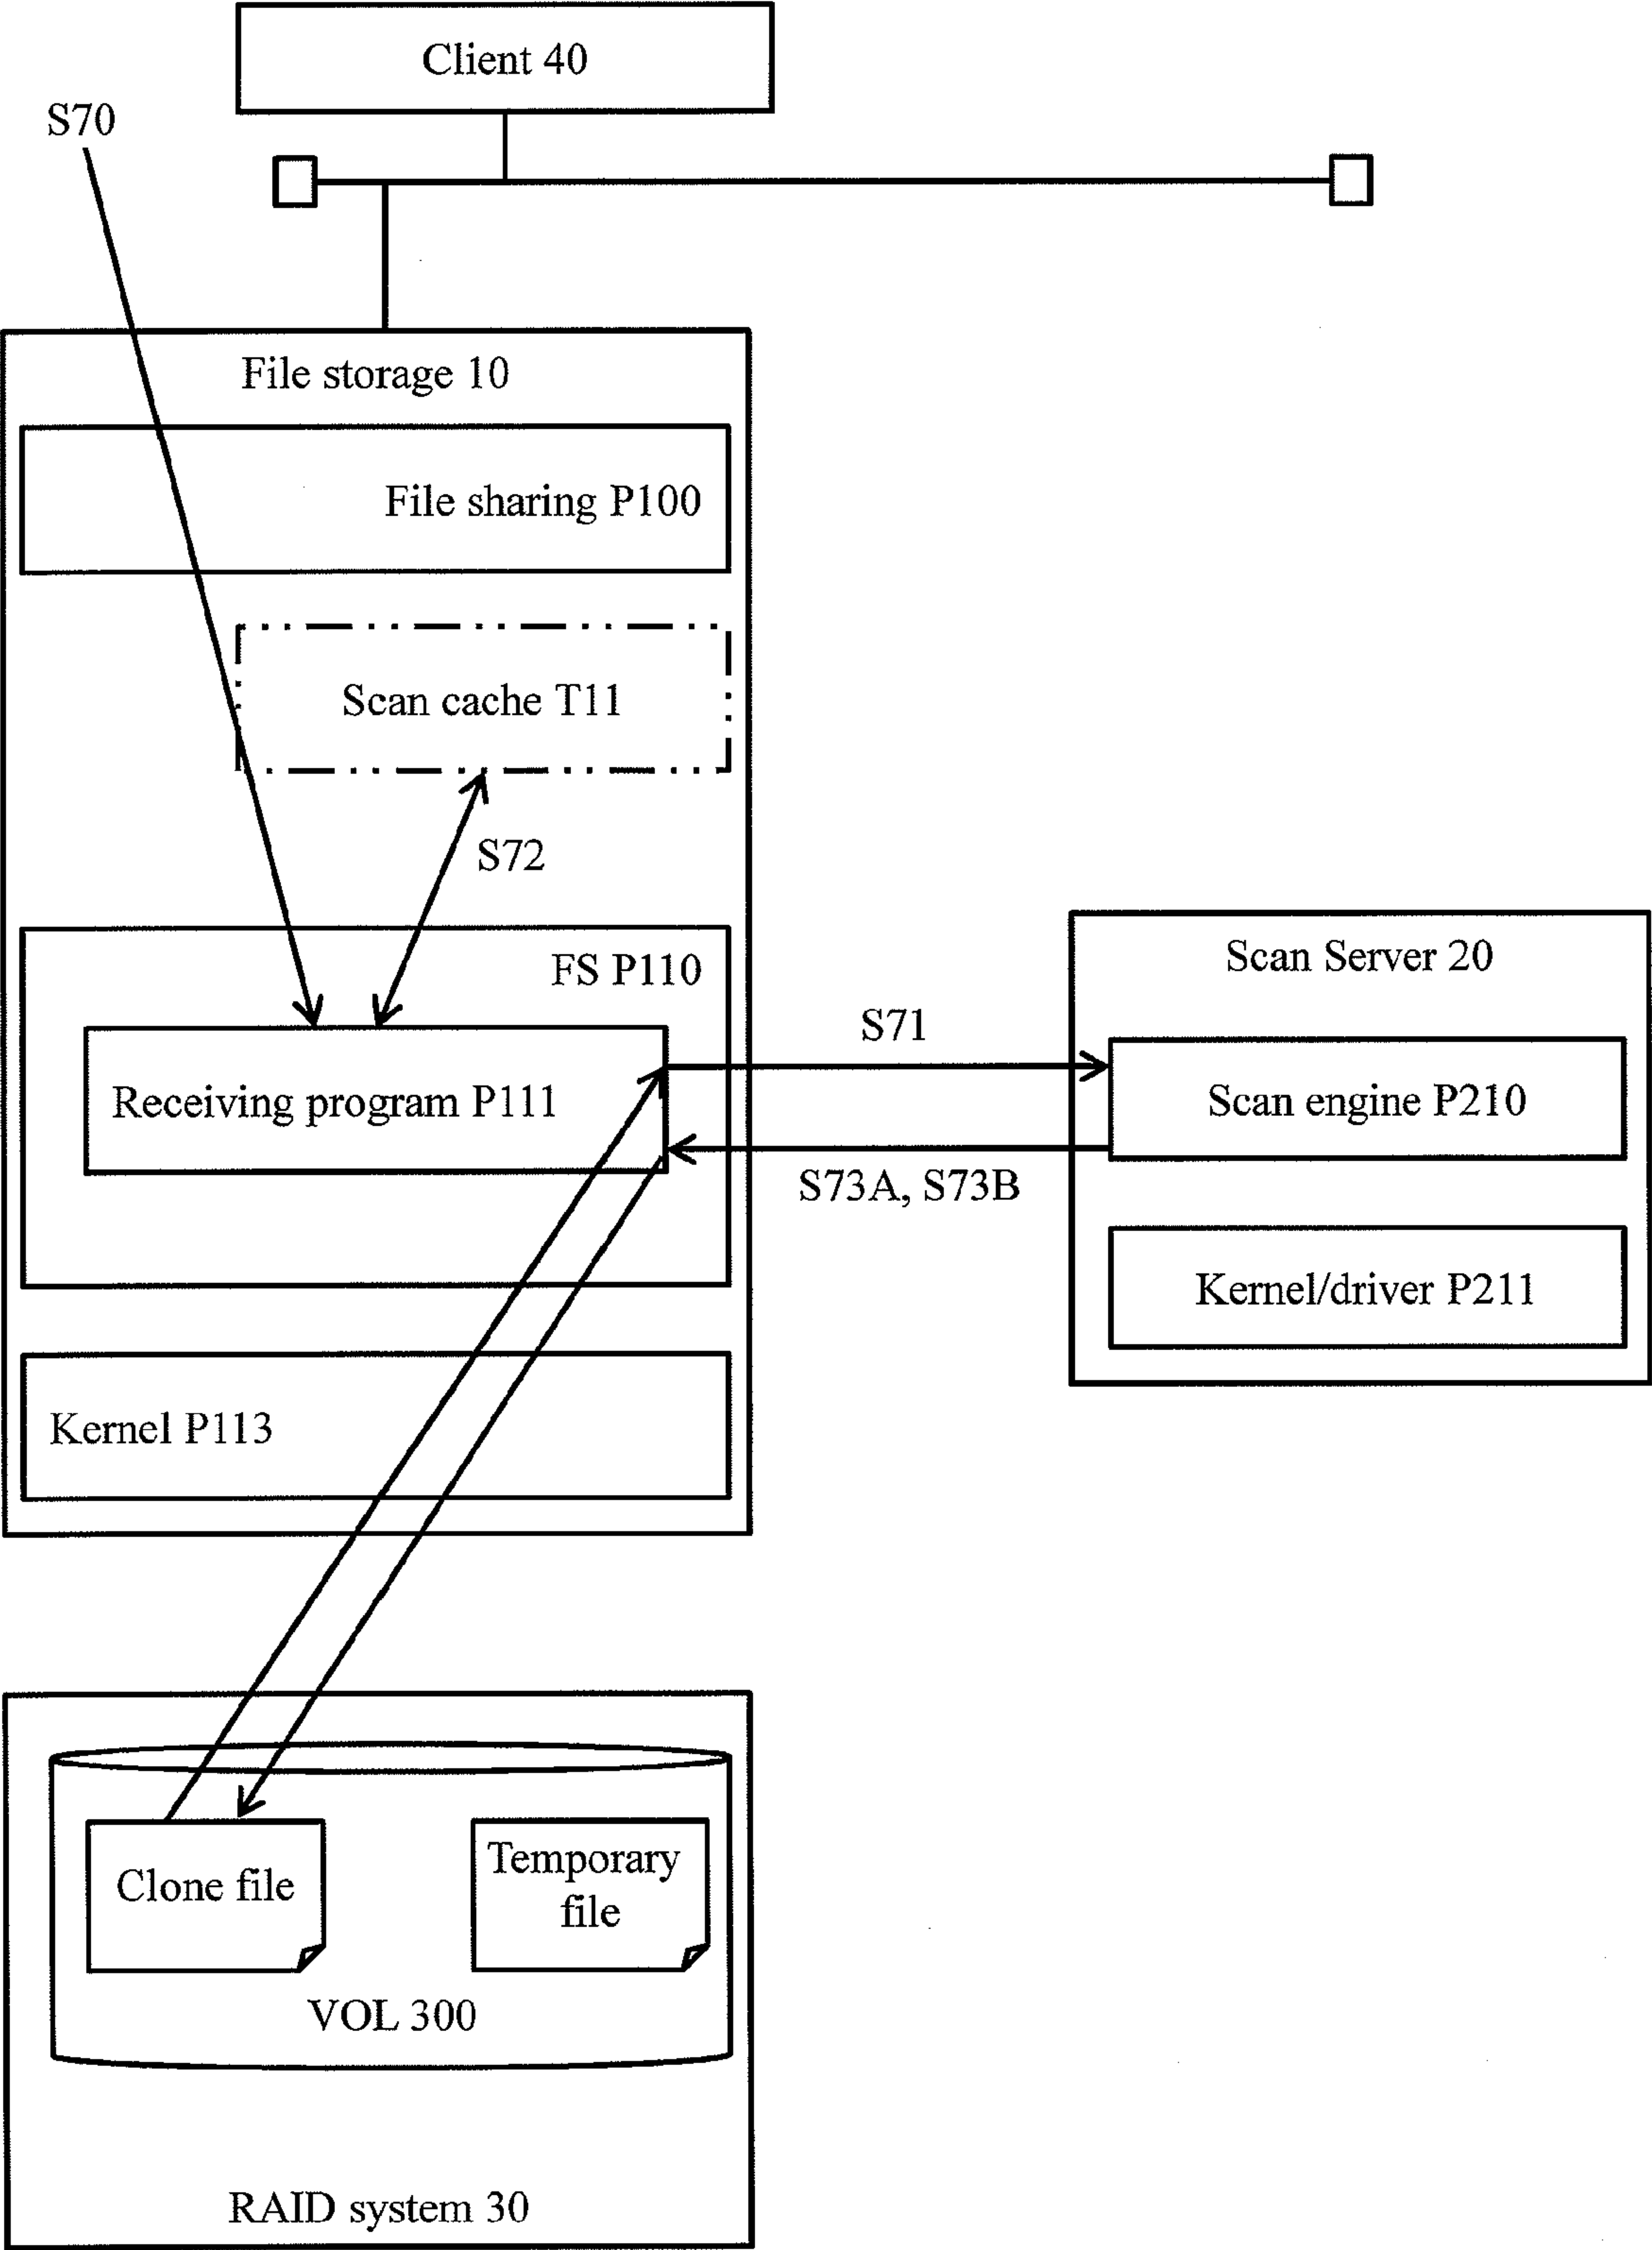 Client 40
S70
File storage 10
File sharing P100
Scan cache T11
S72
FS P110
Scan Server 20
S71
Receiving program P111
Scan engine P210
S73A, S73B
Kernel/driver P211
Kernel P113
Clone file
Temporary
file
VOL 300
RAID system 30